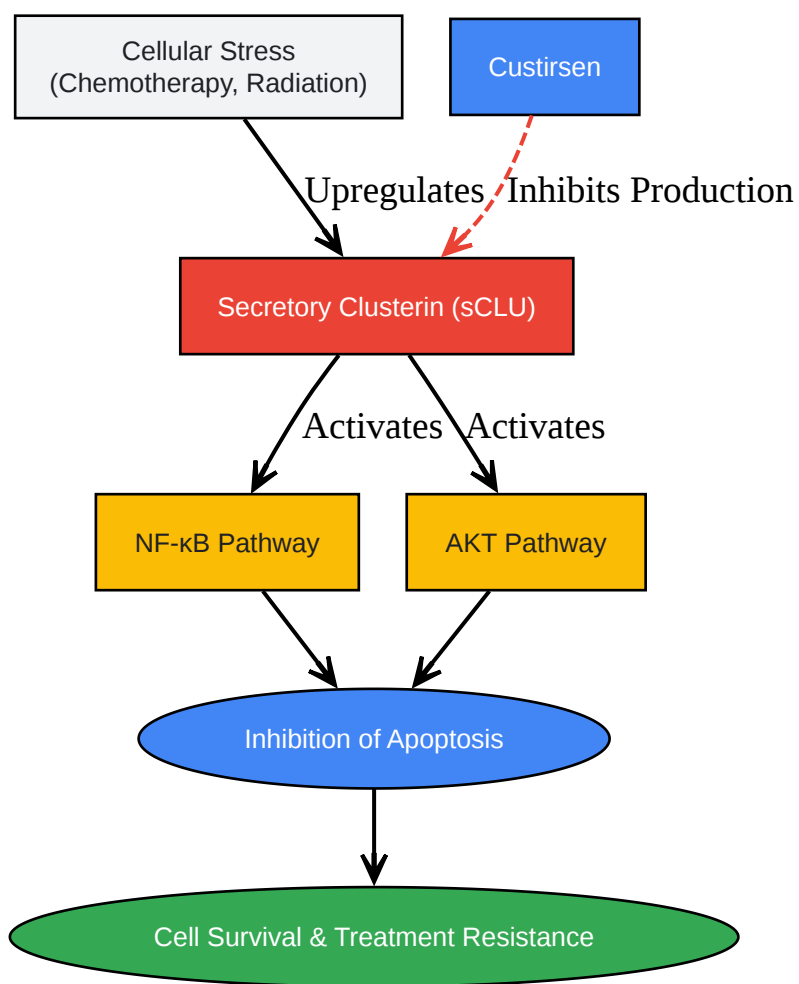 Cellular Stress
(Chemotherapy, Radiation)
Custirsen
Upregulates
Inhibits Production
Secretory Clusterin (sCLU)
Activates
Activates
NF-κB Pathway
AKT Pathway
Inhibition of Apoptosis
Cell Survival & Treatment Resistance